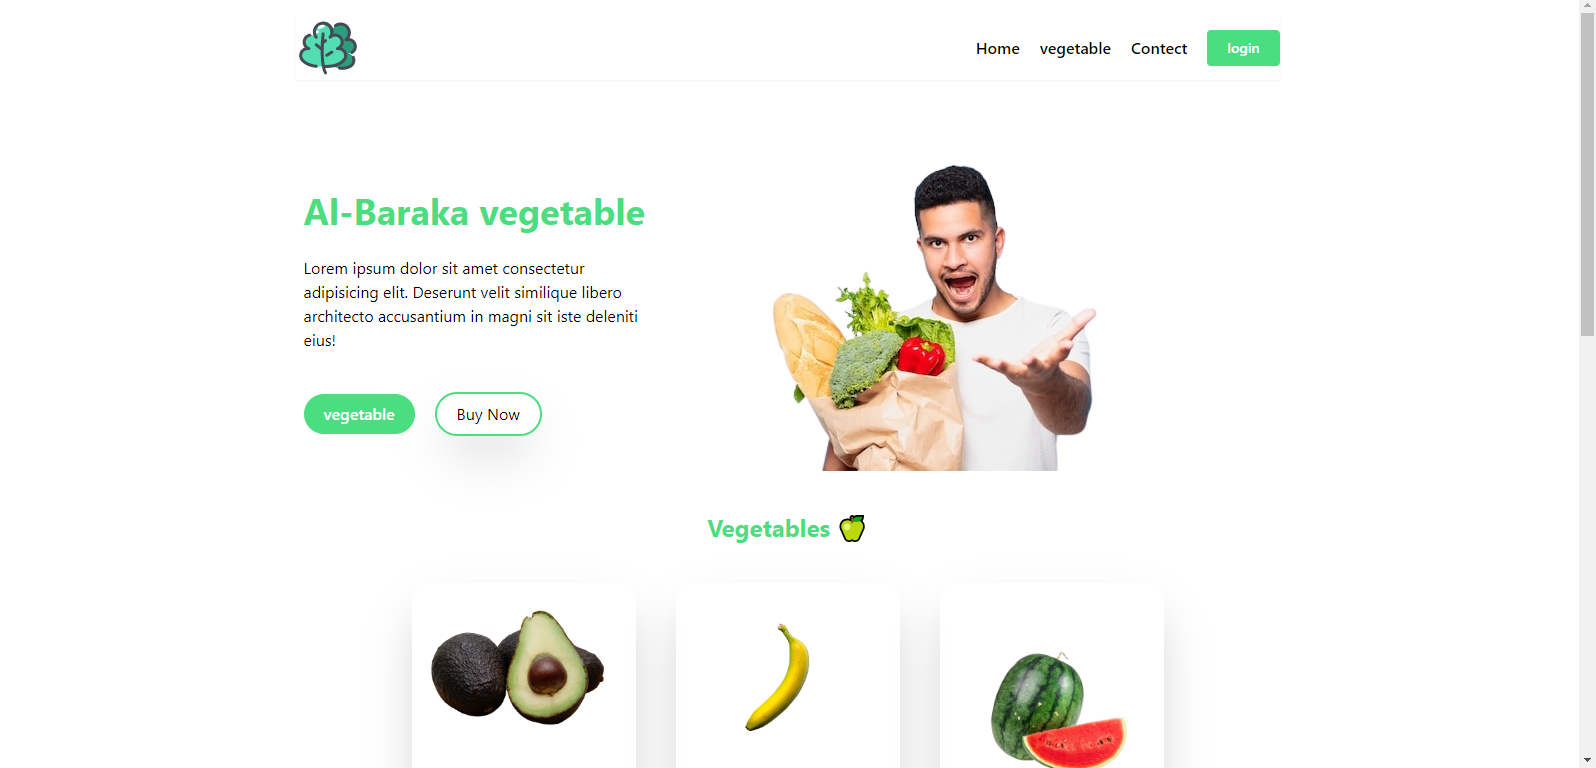 Home
vegetable
Contect
login
Al-Baraka vegetable
Lorem ipsum dolor sit amet consectetur
adipisicing elit. Deserunt velit similique libero
architecto accusantium in magni sit iste deleniti
eius!
vegetable
Buy Now
Vegetables